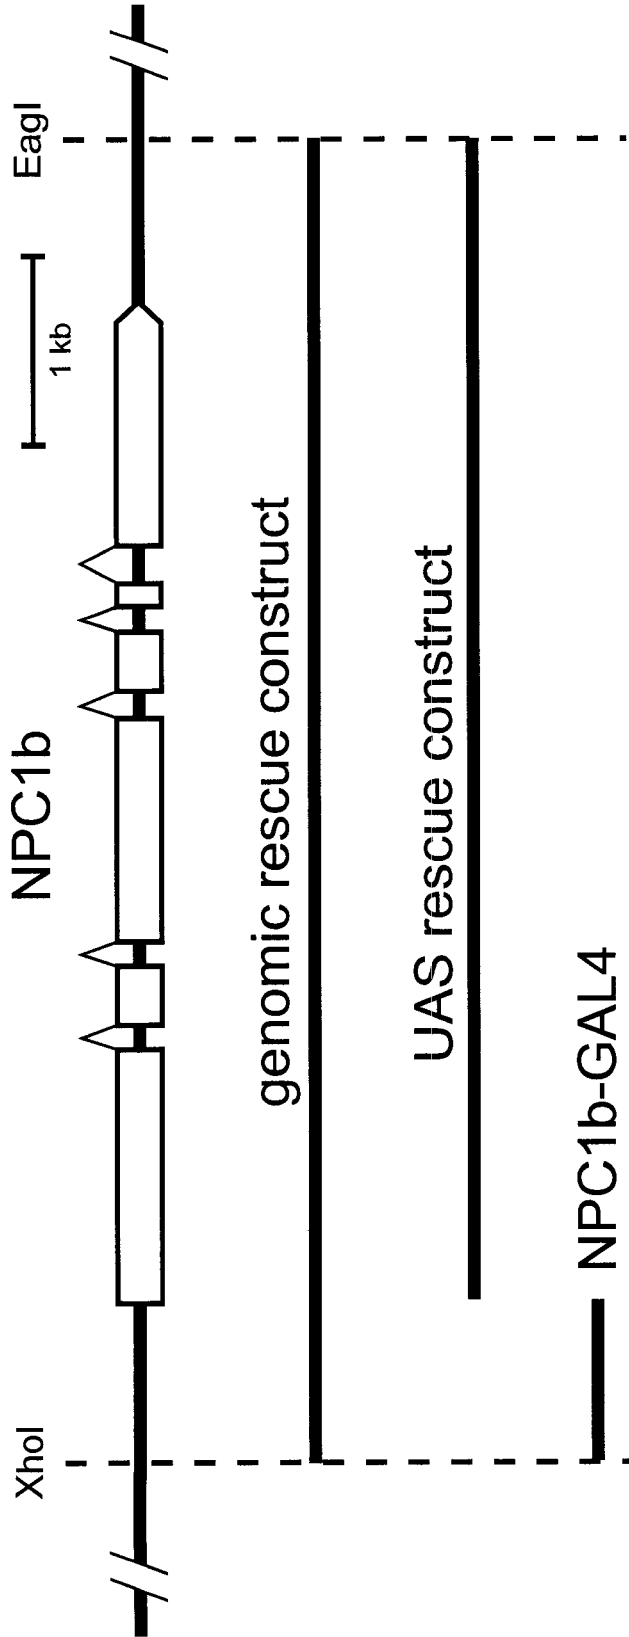 NPC1b
XhoI
1 kb
EagI
genomic rescue construct
UAS rescue construct
NPC1b-GAL4